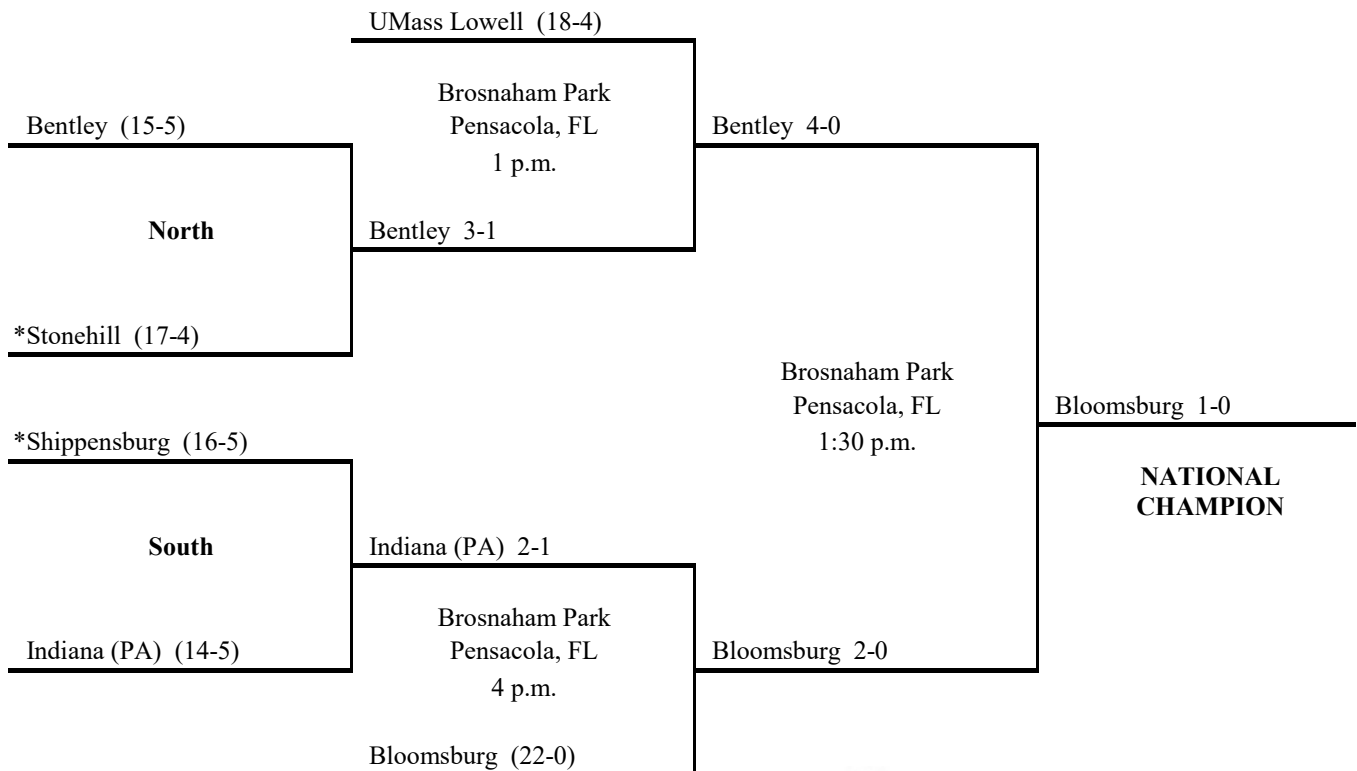 UMass Lowell (18-4)
Brosnaham Park
Pensacola, FL
1 p.m.
Bentley (15-5)
Bentley 4-0
North
Bentley 3-1
*Stonehill (17-4)
Brosnaham Park
Pensacola, FL
1:30 p.m.
Bloomsburg 1-0
*Shippensburg (16-5)
NATIONAL
CHAMPION
South
Indiana (PA) 2-1
Brosnaham Park
Pensacola, FL
4 p.m.
Indiana (PA) (14-5)
Bloomsburg 2-0
Bloomsburg (22-0)